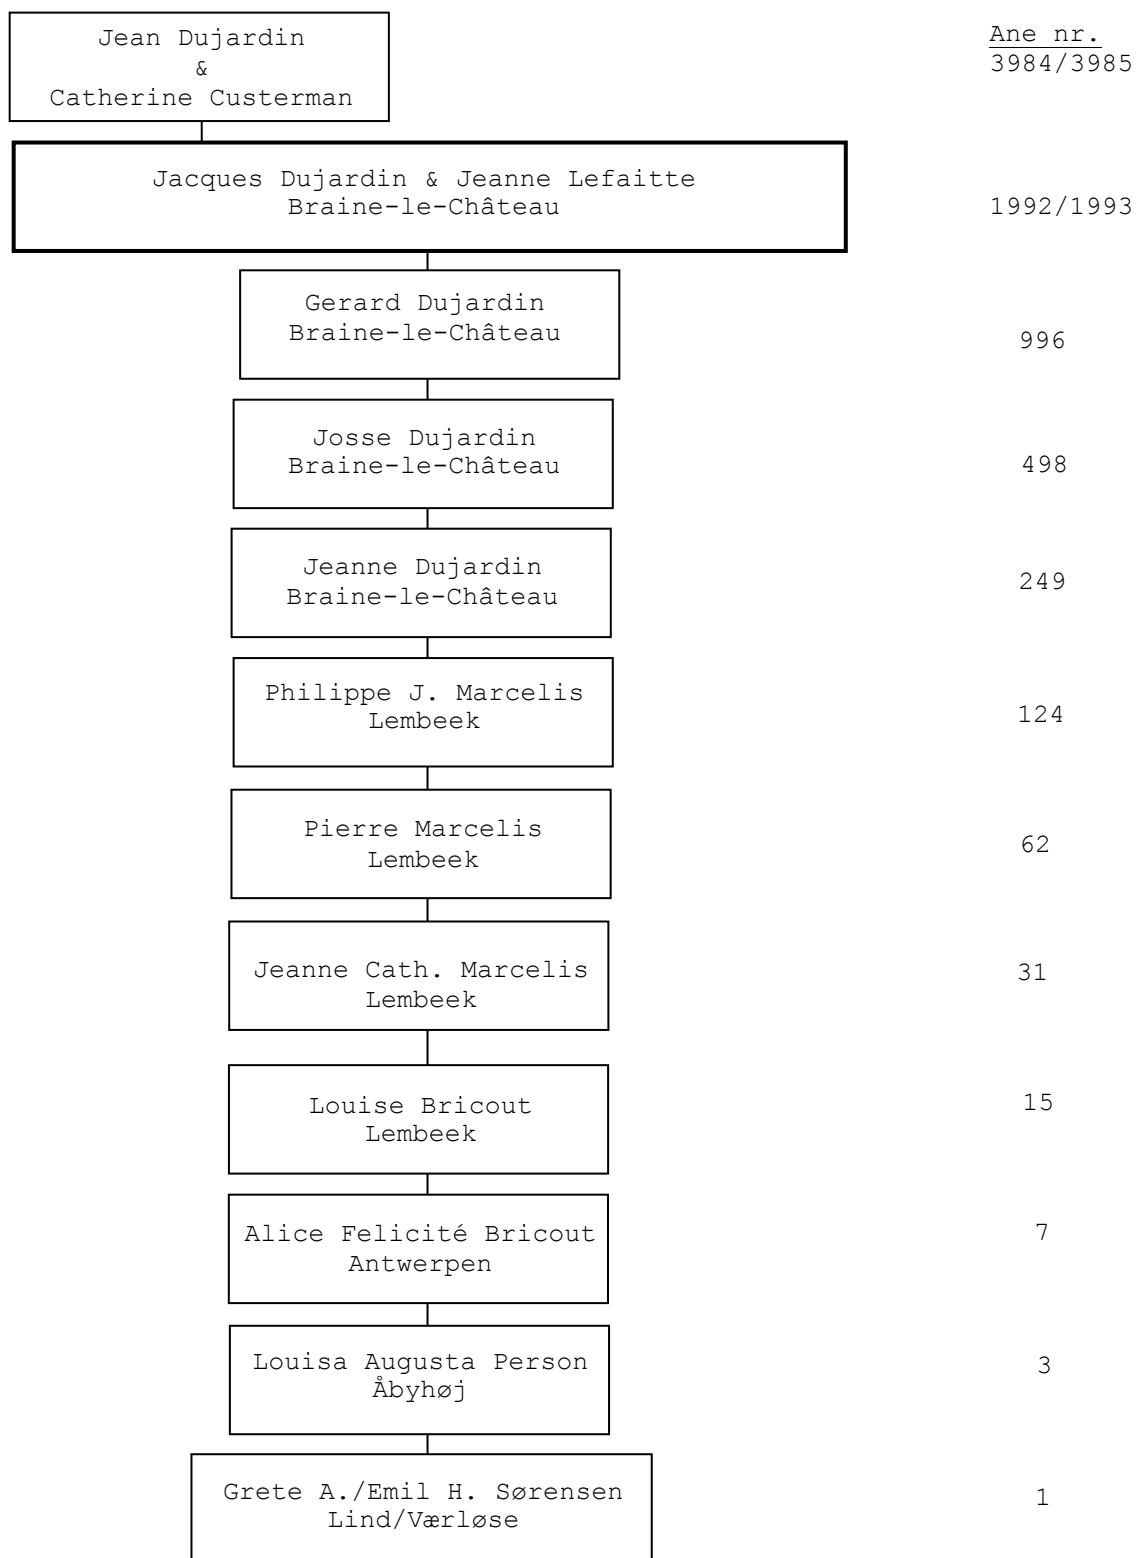 Jean Dujardin
&
Catherine Custerman
Ane nr.
3984/3985
Jacques Dujardin & Jeanne Lefaitte
Braine-le-Château
1992/1993
Gerard Dujardin
Braine-le-Château
996
Josse Dujardin
Braine-le-Château
498
Jeanne Dujardin
Braine-le-Château
249
Philippe J. Marcelis
Lembeek
124
Pierre Marcelis
Lembeek
62
Jeanne Cath. Marcelis
Lembeek
31
Louise Bricout
Lembeek
15
Alice Felicité Bricout
Antwerpen
7
Louisa Augusta Person
Åbyhøj
3
Grete A./Emil H. Sørensen
Lind/Værløse
1